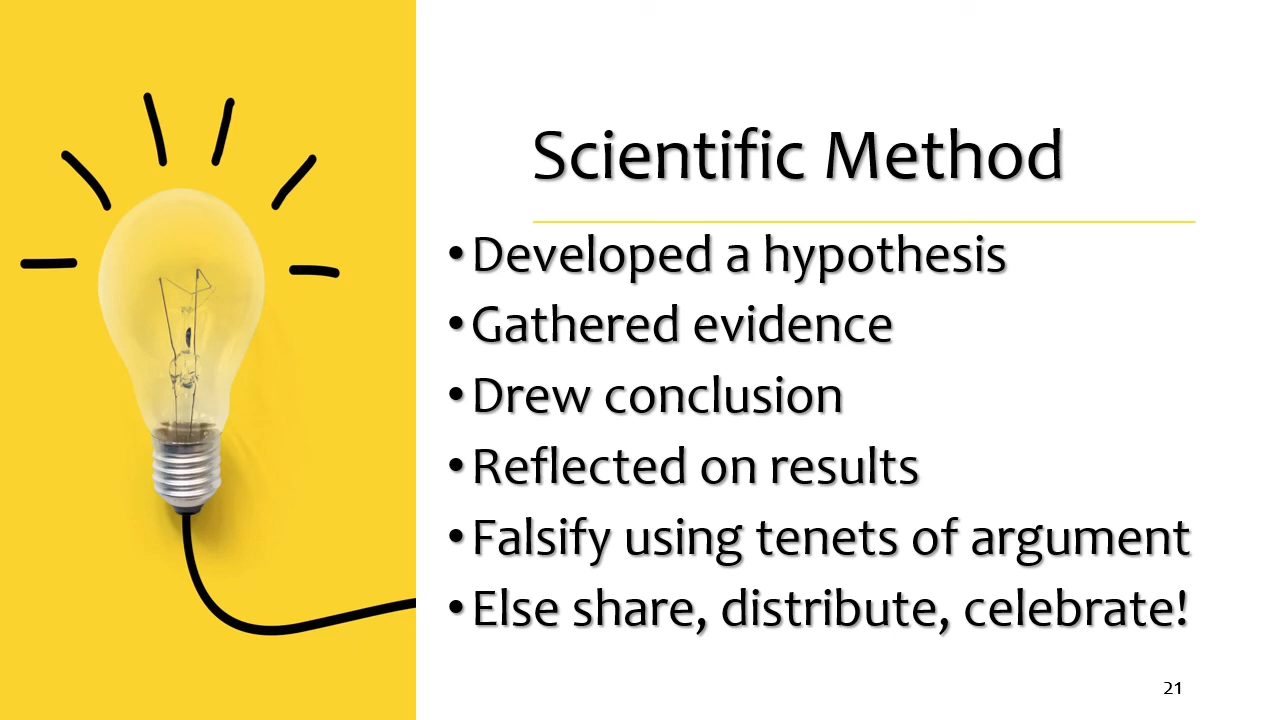 Scientific Method
• Developed a hypothesis
• Gathered evidence
• Drew conclusion
• Reflected on results
• Falsify using tenets of argument
• Else share, distribute, celebrate!
21